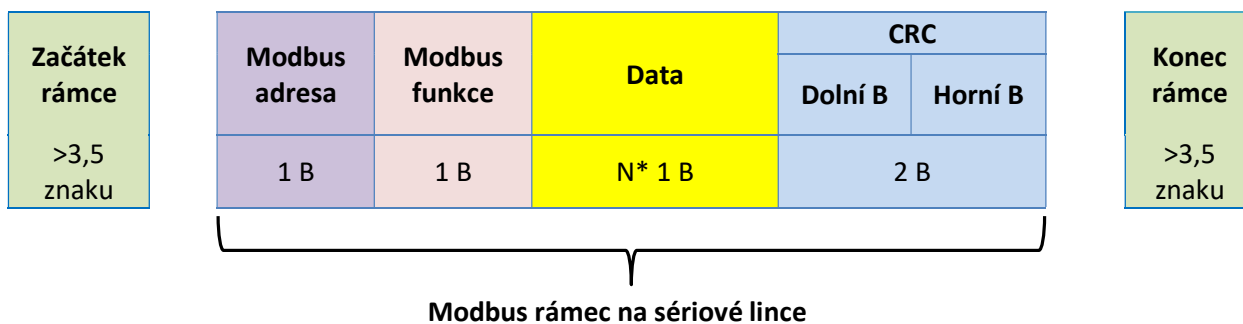 Začátek
rámce
>3,5
znaku
Modbus
adresa
1 B
Modbus
funkce
1 B
Data
N* 1 B
CRC
Dolní B
Horní B
2 B
Konec
rámce
>3,5
znaku
Modbus rámec na sériové lince